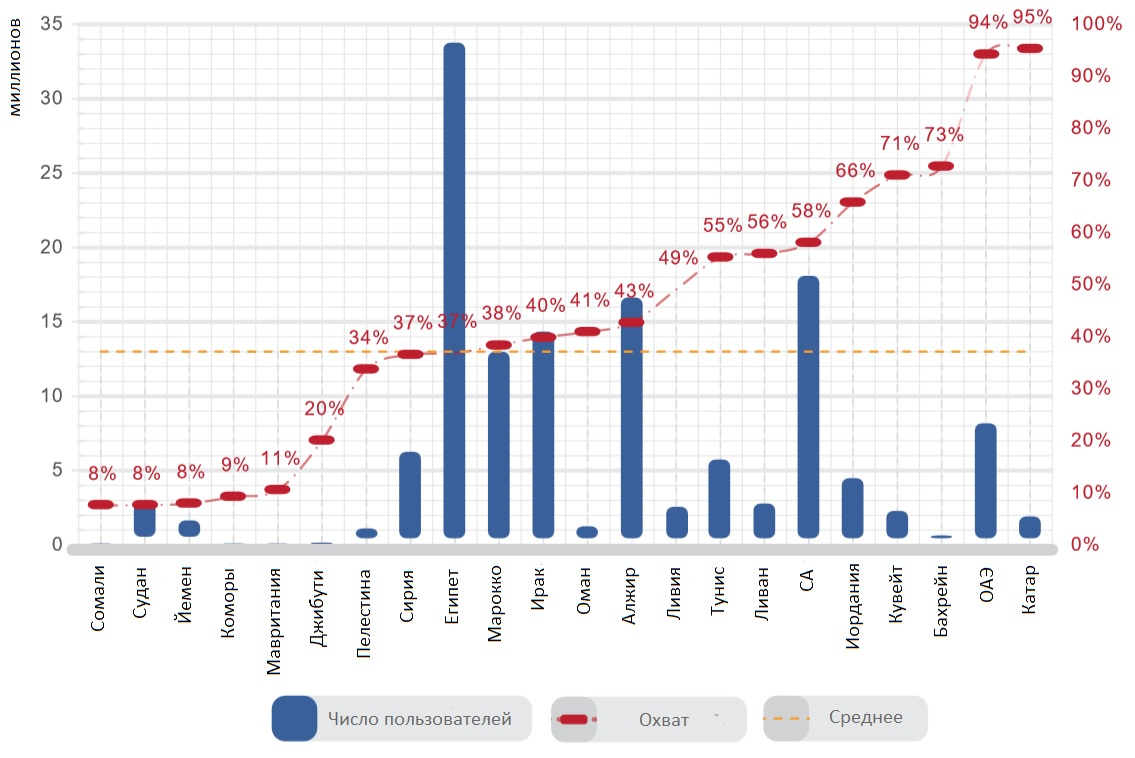 миллионов
35
30
25
20
15
10
5
0
100%
90%
80%
70%
60%
50%
40%
30%
20%
10%
0%
8%
8%
8%
9%
11%
20%
34%
37%
37%
38%
40%
41%
43%
49%
55%
56%
58%
66%
71%
73%
94%
95%
Сомали
Судан
Йемен
Коморы
Мавритания
Джибути
Пелестина
Сирия
Египет
Марокко
Ирак
Оман
Алжир
Ливия
Тунис
Ливан
СА
Иордания
Кувейт
Бахрейн
ОАЭ
Катар
Число пользователей
Охват
Среднее